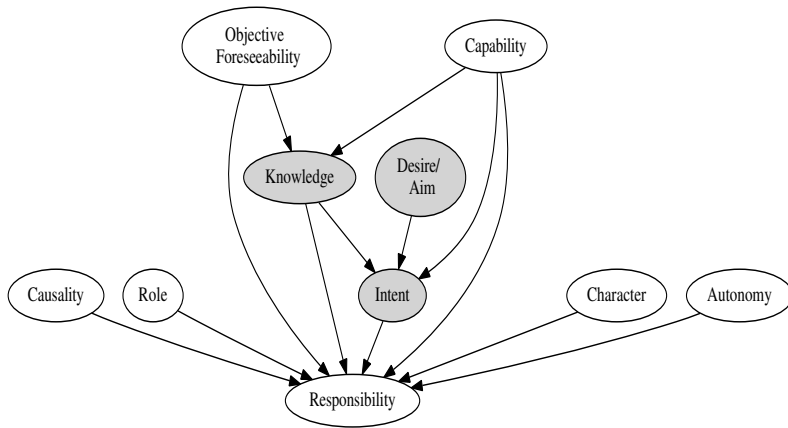 Objective
Foreseeability
Capability
Knowledge
Desire/
Aim
Causality
Role
Intent
Character
Autonomy
Responsibility